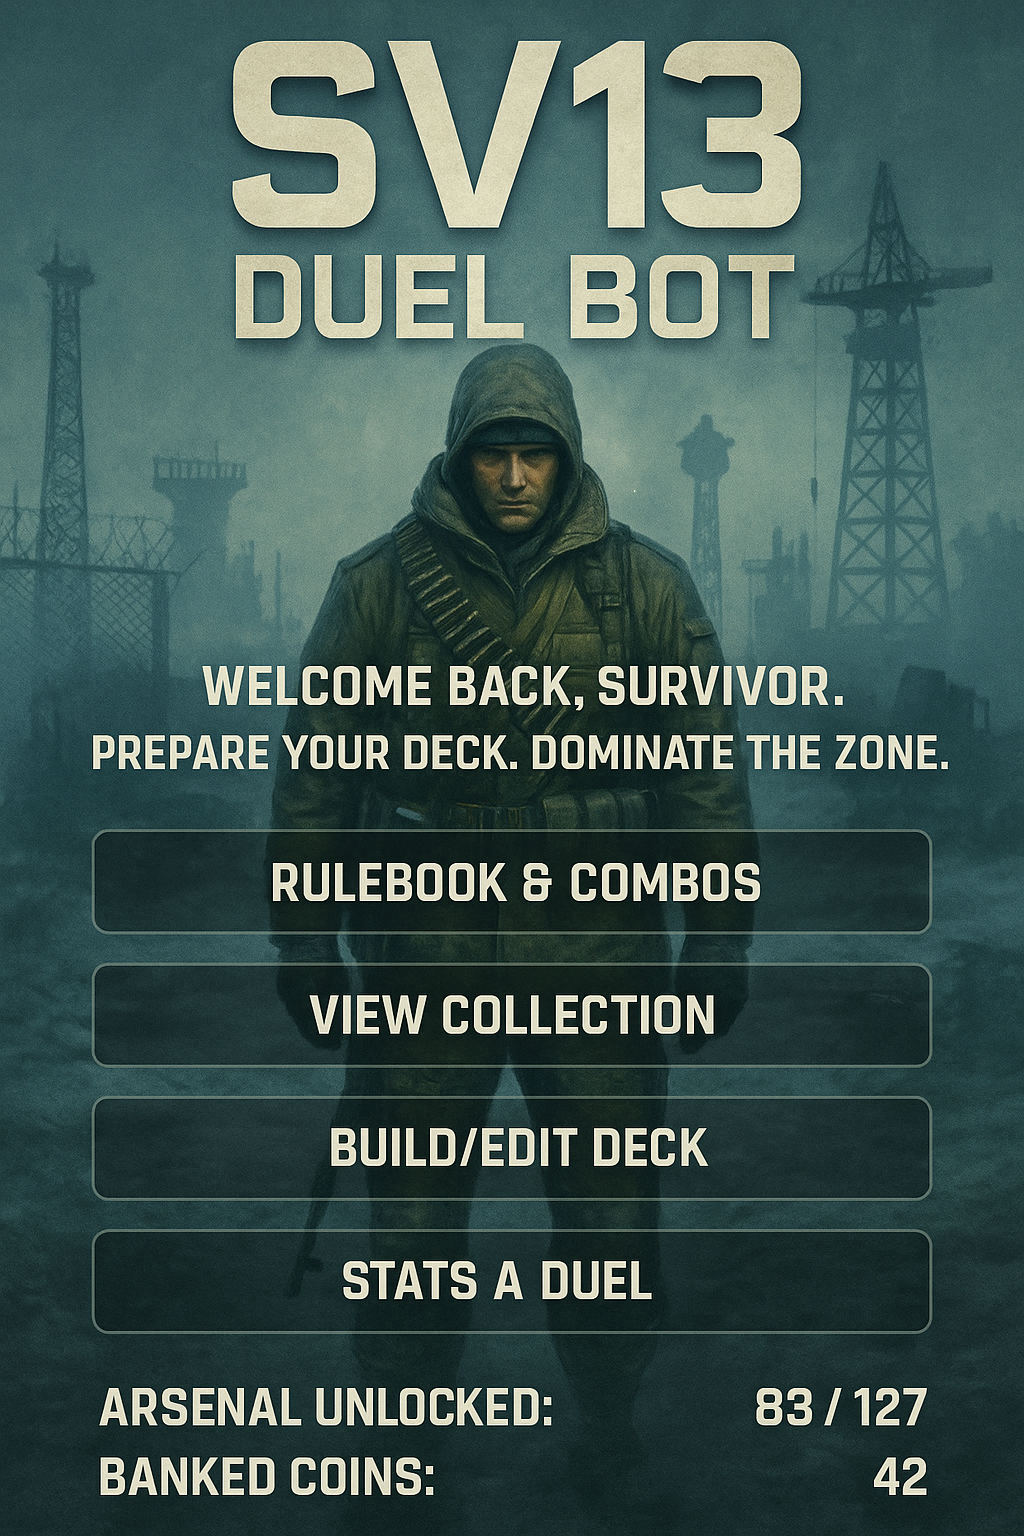 SV13
DUEL BOT
WELCOME BACK, SURVIVOR.
PREPARE YOUR DECK. DOMINATE THE ZONE.
RULEBOOK & COMBOS
VIEW COLLECTION
BUILD/EDIT DECK
STATS A DUEL
ARSENAL UNLOCKED: 83 / 127
BANKED COINS: 42